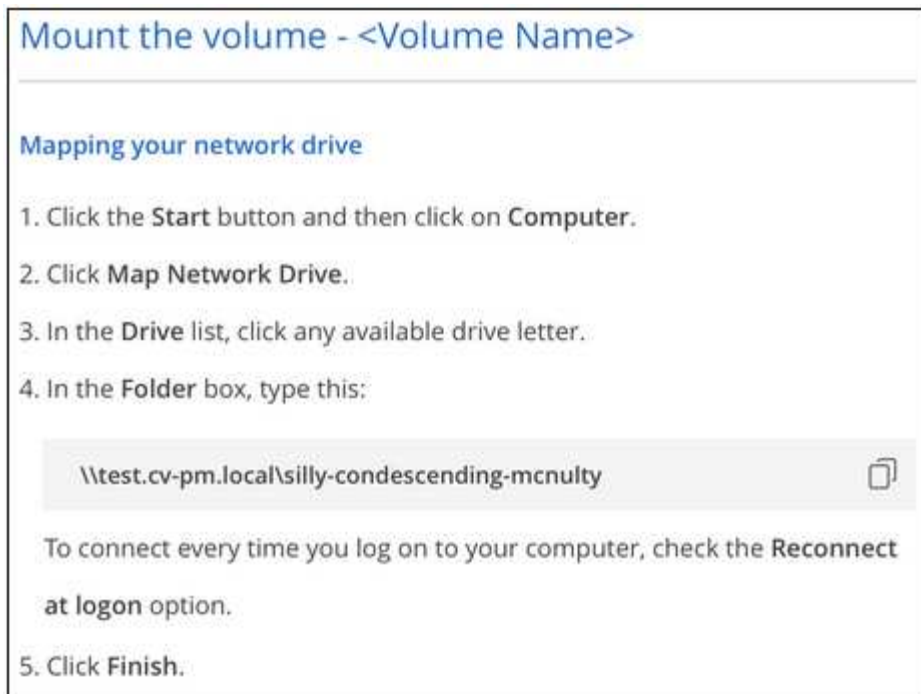 Mount the volume - <Volume Name>
Mapping your network drive
1. Click the Start button and then click on Computer.
2. Click Map Network Drive.
3. In the Drive list, click any available drive letter.
4. In the Folder box, type this:
\\test.cv-pm.local\silly-condescending-mcnulty
To connect every time you log on to your computer, check the Reconnect
at logon option.
5. Click Finish.